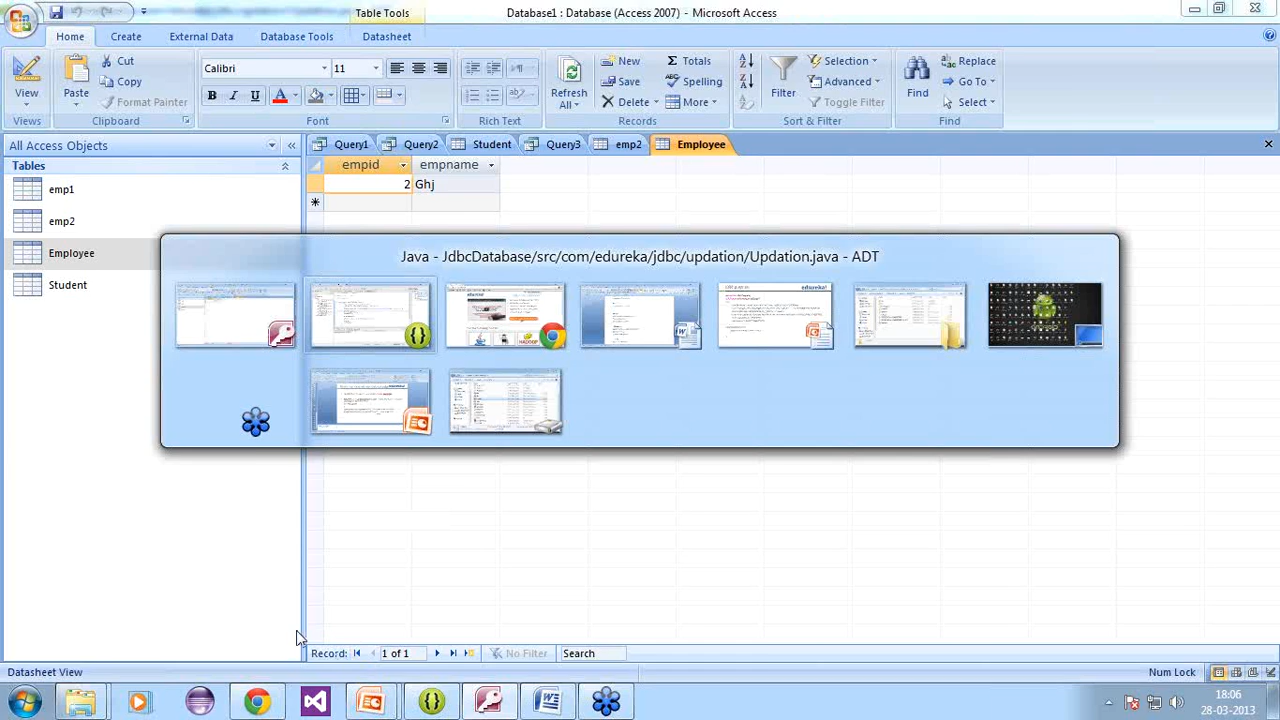 Table Tools
Database1 : Database (Access 2007) - Microsoft Access
Home Create External Data Database Tools Datasheet
View
Views
Paste
Cut
Copy
Format Painter
Clipboard
Calibri 11
B I U
Font
Rich Text
Refresh All
New
Save
Delete
Totals
Spelling
More
Records
Filter
Selection
Advanced
Toggle Filter
Sort & Filter
Find
Replace
Go To
Select
Find
All Access Objects
Tables
emp1
emp2
Employee
Student
Query1 Query2 Student Query3 emp2 Employee
empid empname
2 Ghj
Java - JdbcDatabase/src/com/edureka/jdbc/updation/Updation.java - ADT
Record: 1 of 1 No Filter Search
Datasheet View
Num Lock
18:06
28-03-2013